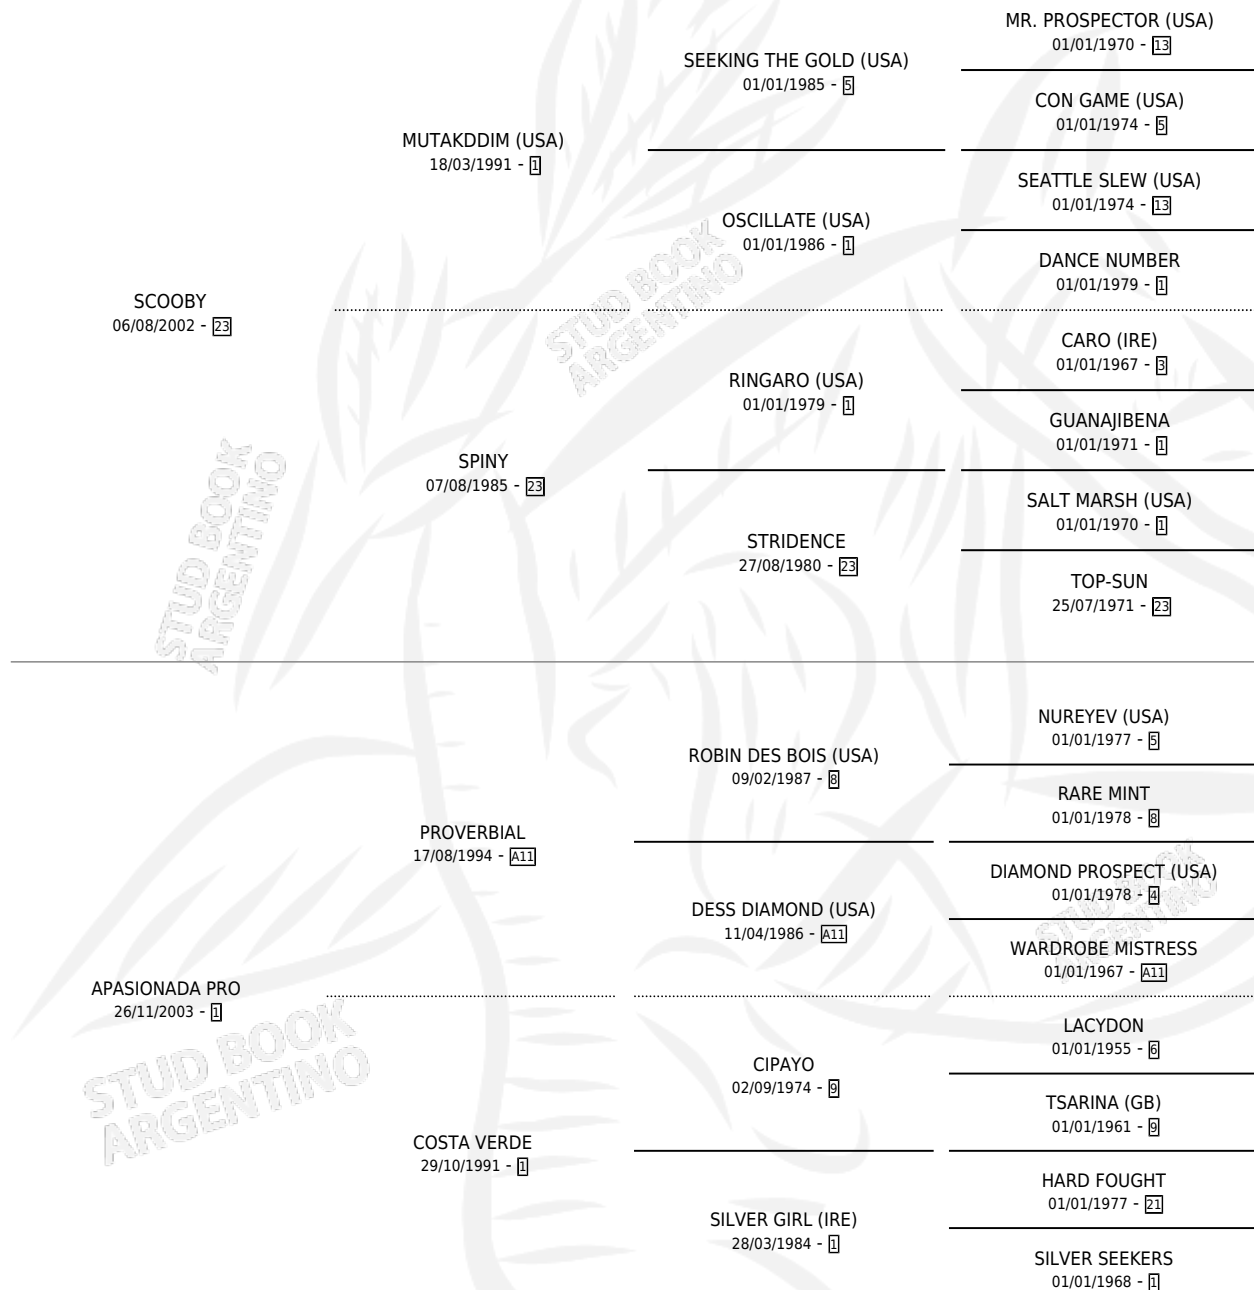 MR. PROSPECTOR (USA)
01/01/1970 - 13
SEEKING THE GOLD (USA)
01/01/1985 - 5
CON GAME (USA)
01/01/1974 - 5
MUTAKDDIM (USA)
18/03/1991 - 1
SEATTLE SLEW (USA)
01/01/1974 - 13
OSCILLATE (USA)
01/01/1986 - 1
DANCE NUMBER
01/01/1979 - 1
SCOOBY
06/08/2002 - 23
CARO (IRE)
01/01/1967 - 3
RINGARO (USA)
01/01/1979 - 1
GUANAJIBENA
01/01/1971 - 1
SPINY
07/08/1985 - 23
SALT MARSH (USA)
01/01/1970 - 1
STRIDENCE
27/08/1980 - 23
TOP-SUN
25/07/1971 - 23
NUREYEV (USA)
01/01/1977 - 5
ROBIN DES BOIS (USA)
09/02/1987 - 8
RARE MINT
01/01/1978 - 8
PROVERBIAL
17/08/1994 - A11
DIAMOND PROSPECT (USA)
01/01/1978 - 4
DESS DIAMOND (USA)
11/04/1986 - A11
WARDROBE MISTRESS
01/01/1967 - A11
APASIONADA PRO
26/11/2003 - 1
LACYDON
01/01/1955 - 6
CIPAYO
02/09/1974 - 9
TSARINA (GB)
01/01/1961 - 9
COSTA VERDE
29/10/1991 - 1
HARD FOUGHT
01/01/1977 - 21
SILVER GIRL (IRE)
28/03/1984 - 1
SILVER SEEKERS
01/01/1968 - 1
STUD BOOK
ARGENTINO
STUD BOOK
ARGENTINO
STUD BOOK
ARGENTINO
STUD BOOK
ARGENTINO